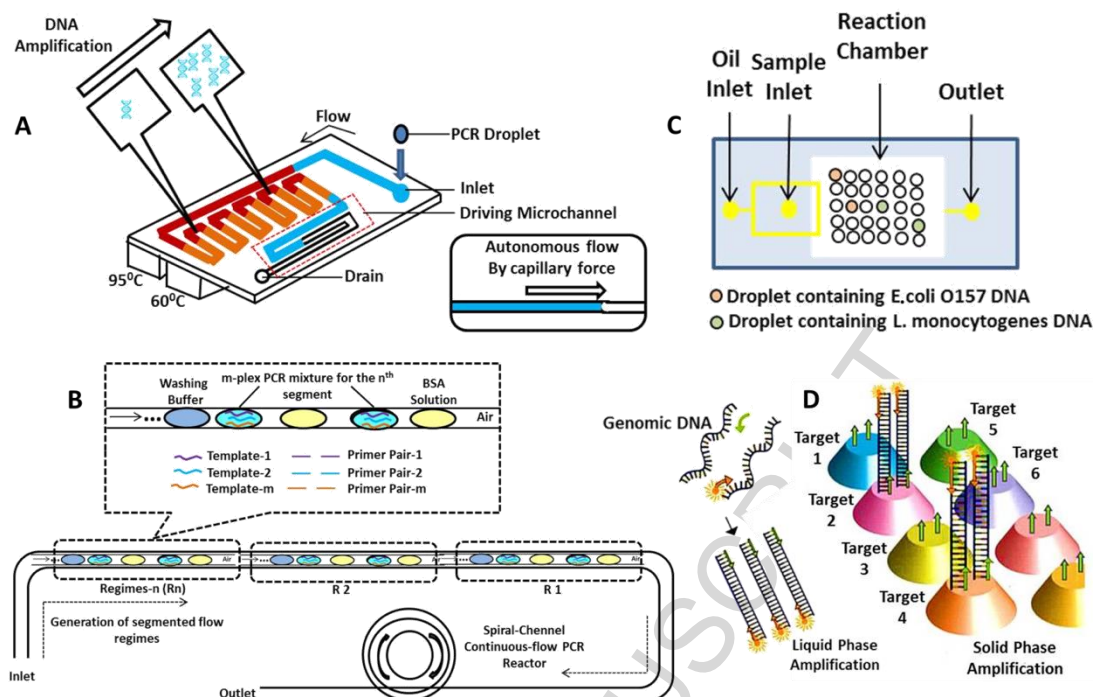 A
DNA
Amplification
Flow
PCR Droplet
Inlet
Driving Microchannel
Drain
95⁰C
60⁰C
Autonomous flow
By capillary force
C
Reaction
Chamber
Oil
Inlet
Sample
Inlet
Outlet
Droplet containing E.coli O157 DNA
Droplet containing L. monocytogenes DNA
B
Washing
Buffer
m-plex PCR mixture for the nth
segment
BSA
Solution
Air
Template-1
Primer Pair-1
Template-2
Primer Pair-2
Template-m
Primer Pair-m
Air
Air
Air
Regimes-n (Rn)
R 2
R 1
Generation of segmented flow
regimes
Spiral-Chennel
Continuous-flow PCR
Reactor
Inlet
Outlet
D
Genomic DNA
Target
1
Target
2
Target
3
Target
4
Target
5
Target
6
Liquid Phase
Amplification
Solid Phase
Amplification
USCRIPT